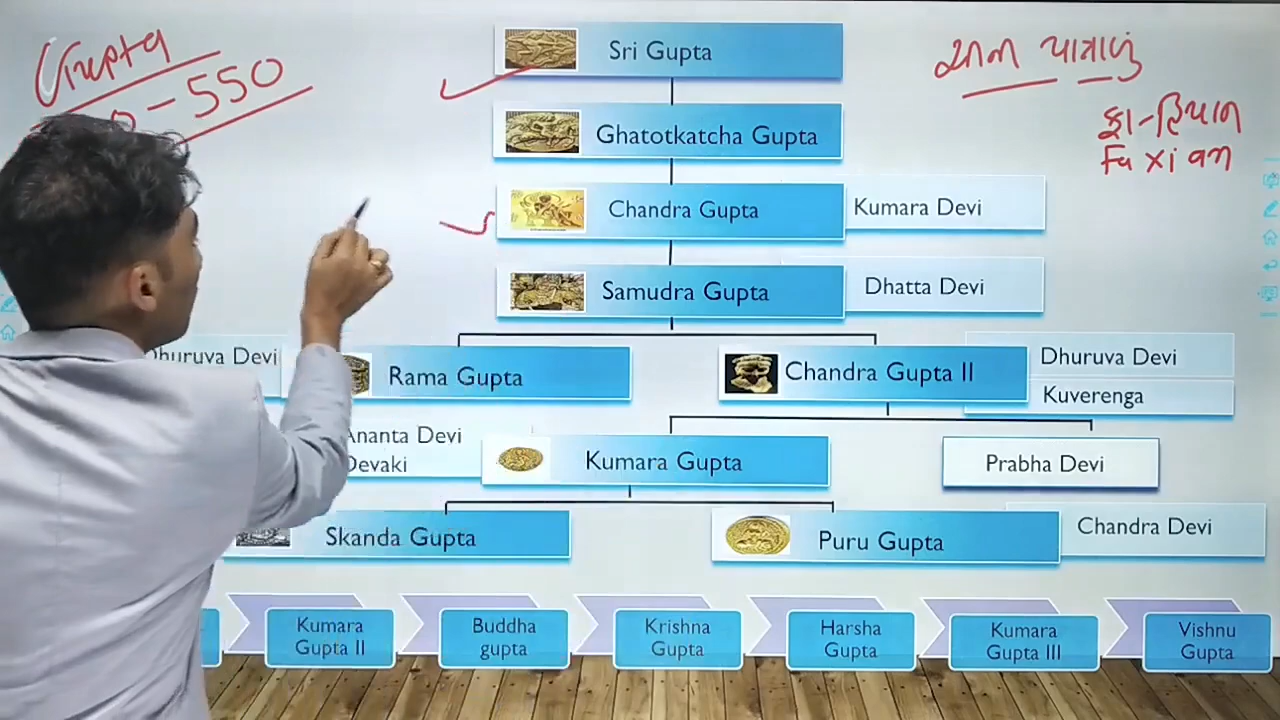 Gupta
- 550
Sri Gupta
યાત્રાળું
ફા-હિયાન
Fa xi an
Ghatotkatcha Gupta
Chandra Gupta
Kumara Devi
Samudra Gupta
Dhatta Devi
Dhuruva Devi
Rama Gupta
Chandra Gupta II
Dhuruva Devi
Kuverenga
Ananta Devi
Devaki
Kumara Gupta
Prabha Devi
Skanda Gupta
Puru Gupta
Chandra Devi
Kumara
Gupta II
Buddha
gupta
Krishna
Gupta
Harsha
Gupta
Kumara
Gupta III
Vishnu
Gupta